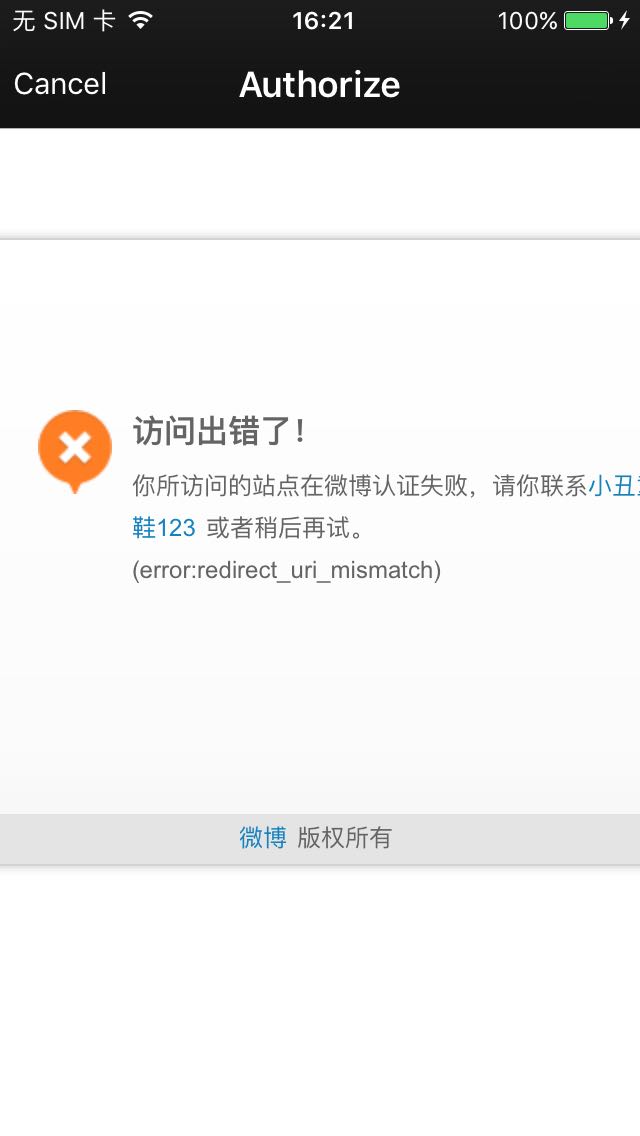 无 SIM 卡 16:21 100%
Cancel Authorize
访问出错了！
你所访问的站点在微博认证失败，请你联系小丑
鞋123 或者稍后再试。
(error:redirect_uri_mismatch)
微博 版权所有